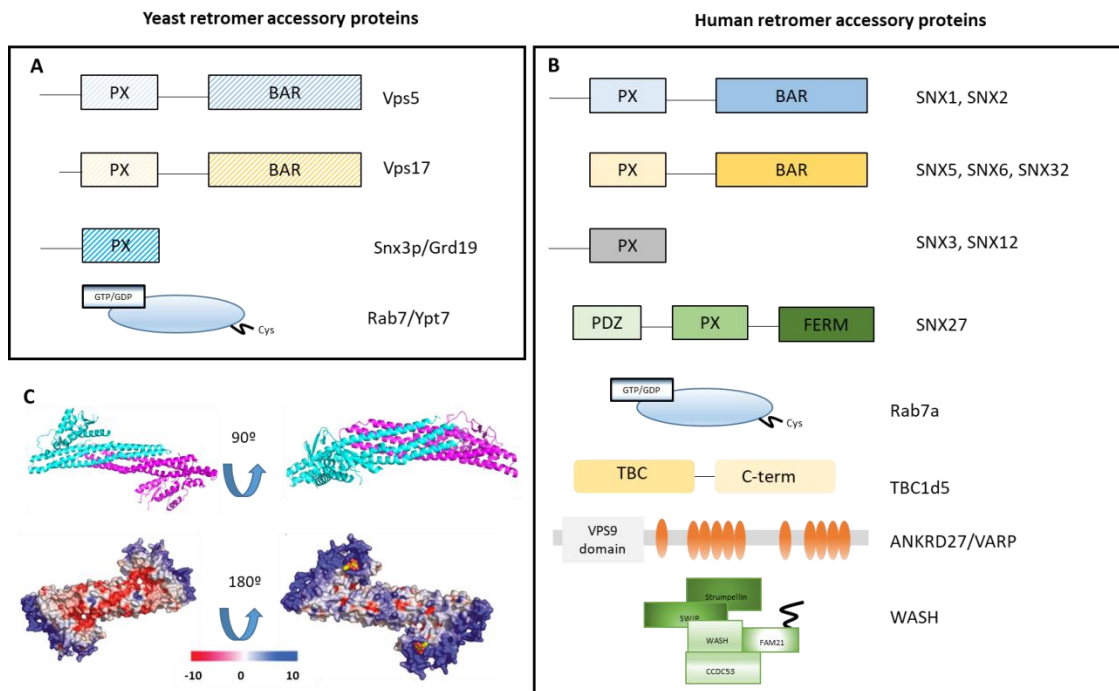 Yeast retromer accessory proteins
A
PX
BAR
Vps5
PX
BAR
Vps17
PX
Snx3p/Grd19
GTP/GDP
Cys
Rab7/Ypt7
C
90º
180º
-10
0
10
Human retromer accessory proteins
B
PX
BAR
SNX1, SNX2
PX
BAR
SNX5, SNX6, SNX32
PX
SNX3, SNX12
PDZ
PX
FERM
SNX27
GTP/GDP
Cys
Rab7a
TBC
C-term
TBC1d5
VPS9
domain
ANKRD27/VARP
Strumpellin
SWIP
WASH
FAM21
CCDC53
WASH